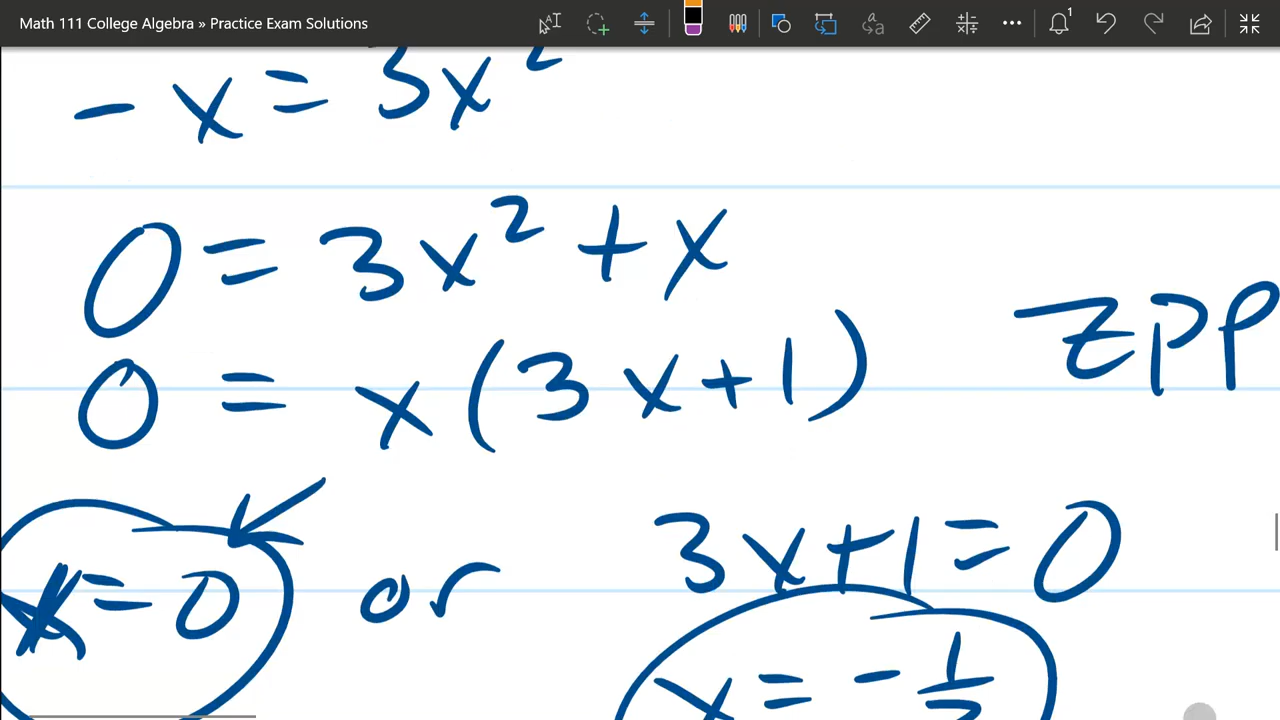 Math 111 College Algebra » Practice Exam Solutions
- x = 3x²
0 = 3x² + x
0 = x(3x+1) ZPP
x = 0 or 3x+1=0
x = - 1/3